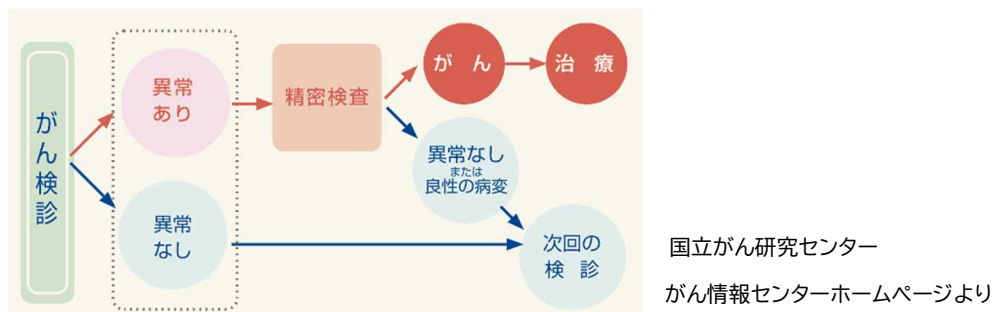 がん検診
異常
あり
異常
なし
精密検査
がん
治療
異常なし
または
良性の病変
次回の
検診
国立がん研究センター
がん情報センターホームページより